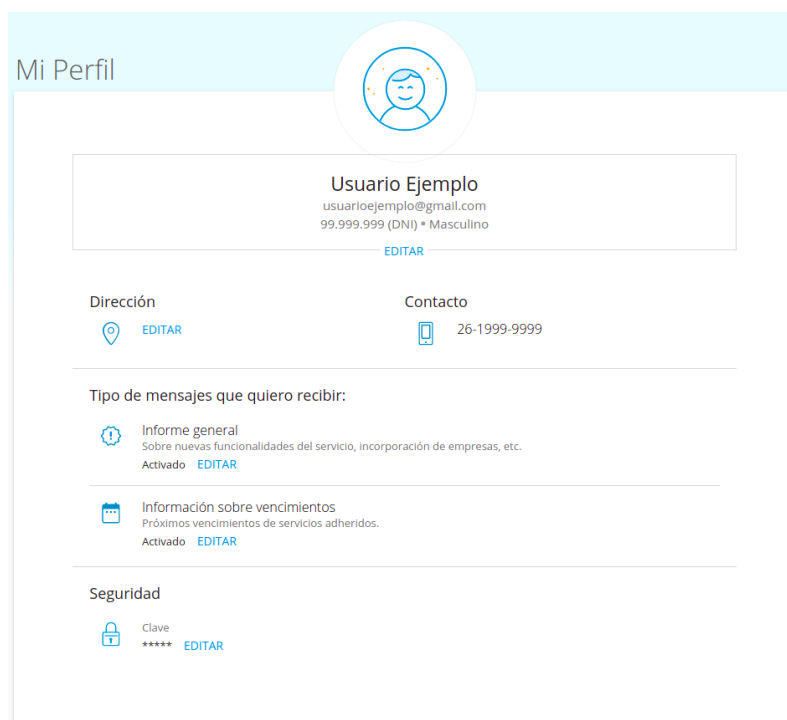 Mi Perfil
Usuario Ejemplo
usuarioejemplo@gmail.com
99.999.999 (DNI) • Masculino
EDITAR
Dirección
EDITAR
Contacto
26-1999-9999
Tipo de mensajes que quiero recibir:
Informe general
Sobre nuevas funcionalidades del servicio, incorporación de empresas, etc.
Activado EDITAR
Información sobre vencimientos
Próximos vencimientos de servicios adheridos.
Activado EDITAR
Seguridad
Clave
***** EDITAR